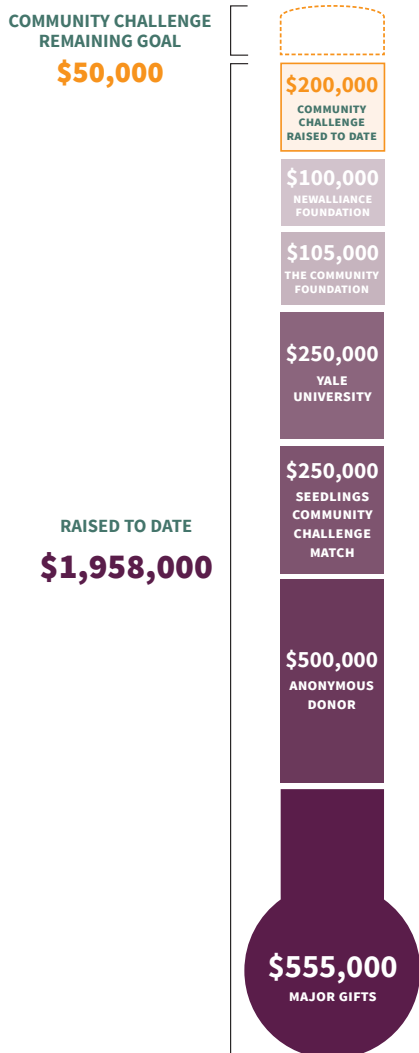 COMMUNITY CHALLENGE
REMAINING GOAL
$50,000
$200,000
COMMUNITY
CHALLENGE
RAISED TO DATE
$100,000
NEWALLIANCE
FOUNDATION
$105,000
THE COMMUNITY
FOUNDATION
$250,000
YALE
UNIVERSITY
$250,000
SEEDLINGS
COMMUNITY
CHALLENGE
MATCH
RAISED TO DATE
$1,958,000
$500,000
ANONYMOUS
DONOR
$555,000
MAJOR GIFTS